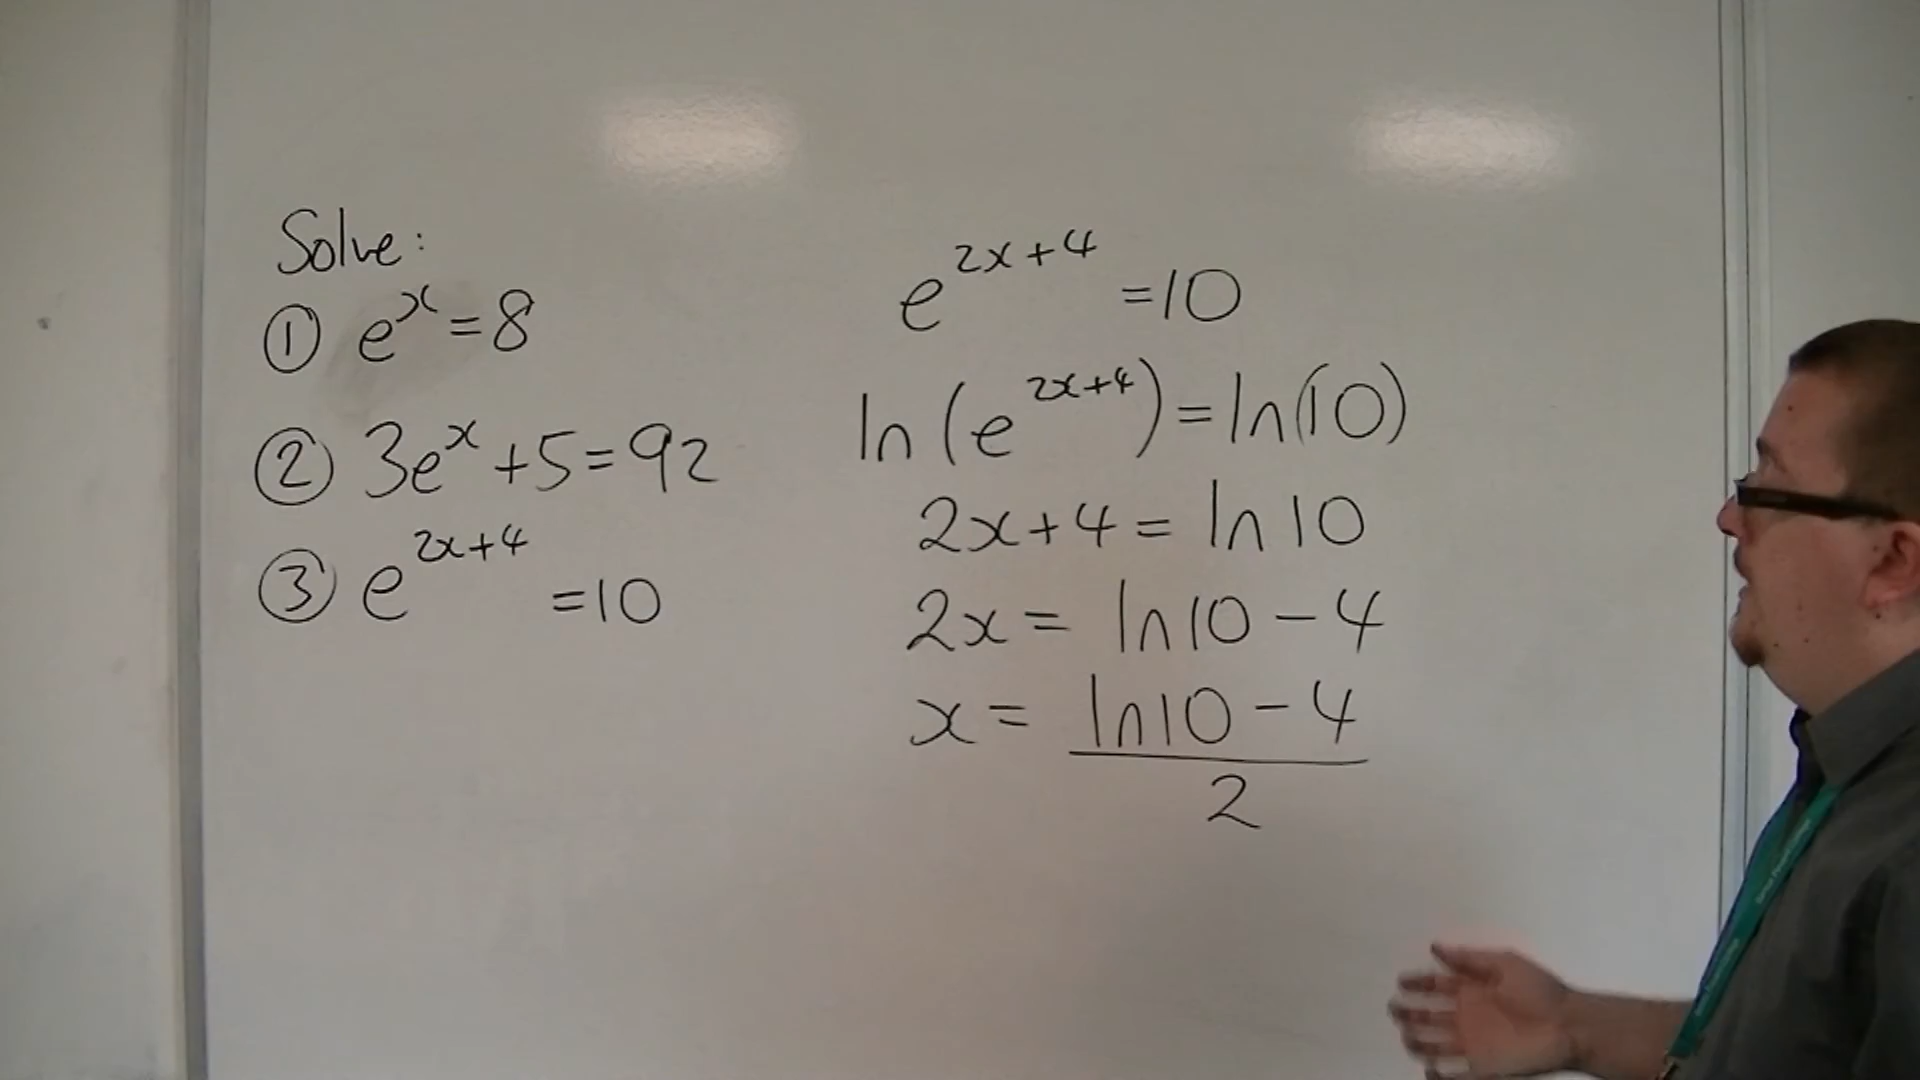 Solve:
① e^x = 8
② 3e^x + 5 = 92
③ e^{2x+4} = 10
e^{2x+4} = 10
ln(e^{2x+4}) = ln(10)
2x + 4 = ln 10
2x = ln 10 − 4
x = \frac{ln 10 − 4}{2}